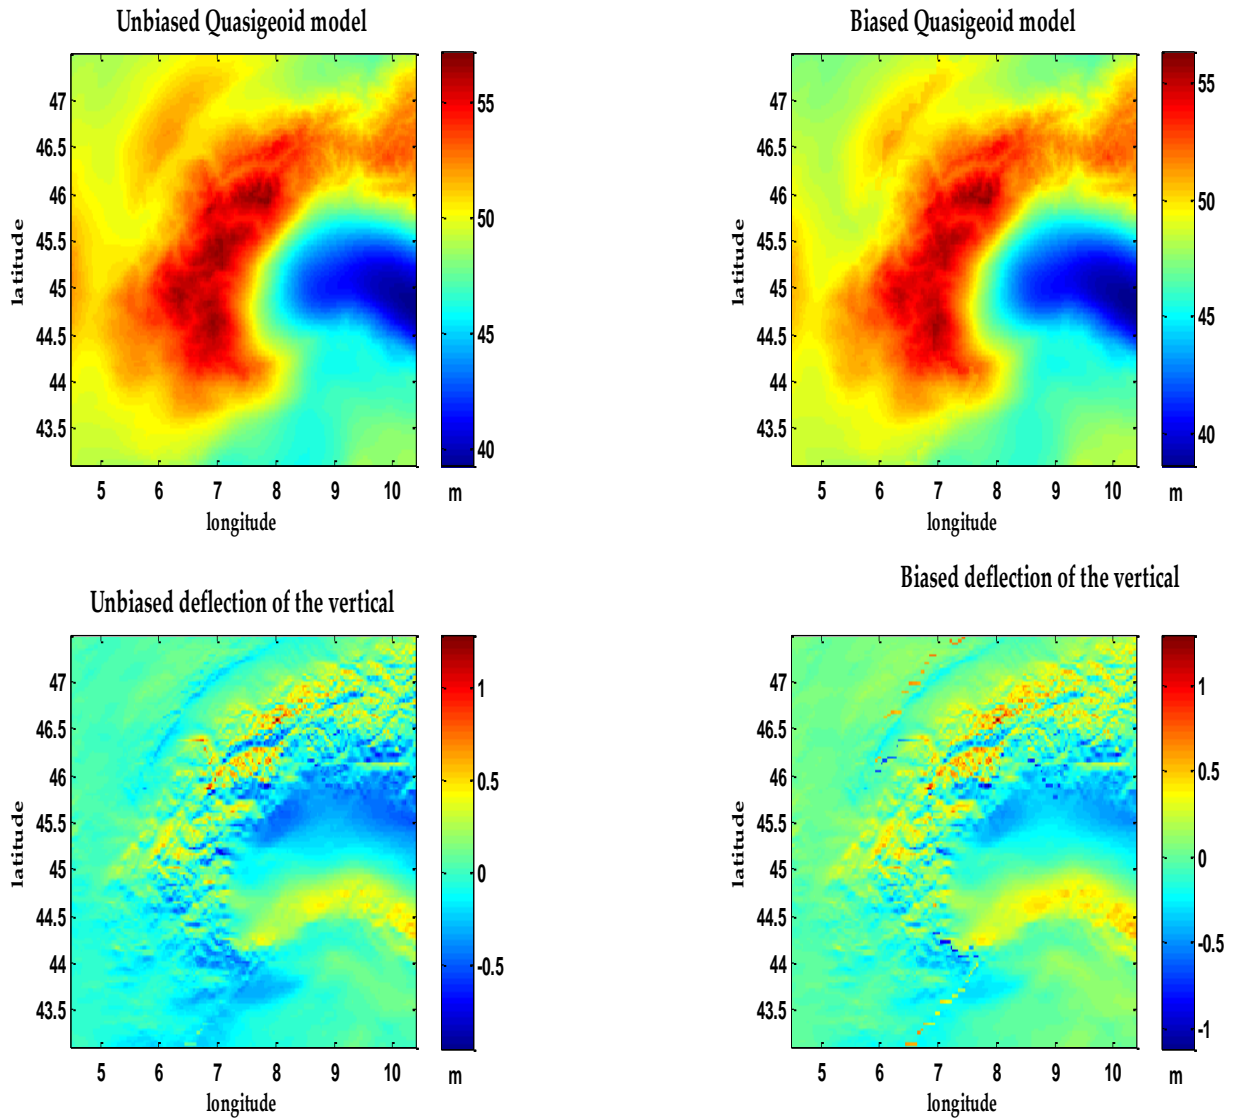 Unbiased Quasigeoid model
47
46.5
46
45.5
45
44.5
44
43.5
latitude
5 6 7 8 9 10
longitude
55
50
45
40
m
Biased Quasigeoid model
47
46.5
46
45.5
45
44.5
44
43.5
latitude
5 6 7 8 9 10
longitude
55
50
45
40
m
Unbiased deflection of the vertical
47
46.5
46
45.5
45
44.5
44
43.5
latitude
5 6 7 8 9 10
longitude
1
0.5
0
-0.5
m
Biased deflection of the vertical
47
46.5
46
45.5
45
44.5
44
43.5
latitude
5 6 7 8 9 10
longitude
1
0.5
0
-0.5
-1
m